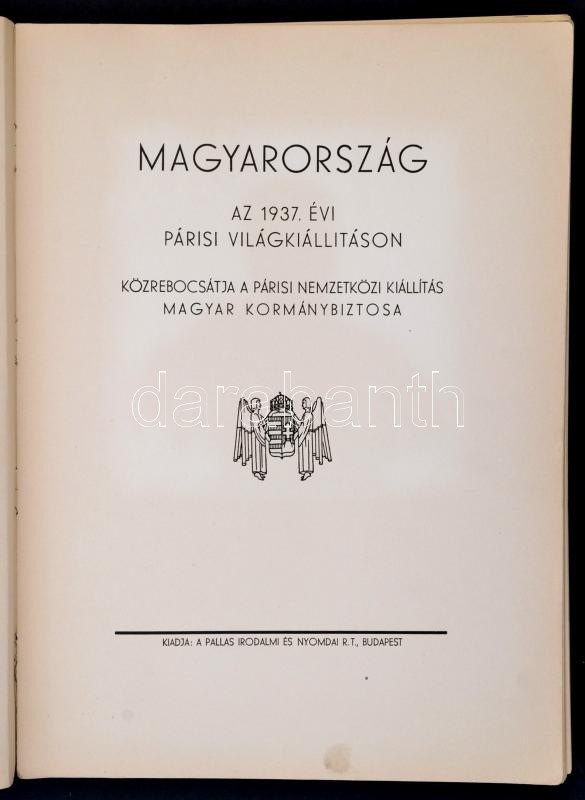 MAGYARORSZÁG
AZ 1937. ÉVI
PÁRISI VILÁGKIÁLLITÁSON
KÖZREBOCSÁTJA A PÁRISI NEMZETKÖZI KIÁLLÍTÁS
MAGYAR KORMÁNYBIZTOSA
darabanth
KIADJA: A PALLAS IRODALMI ÉS NYOMDAI R.T., BUDAPEST